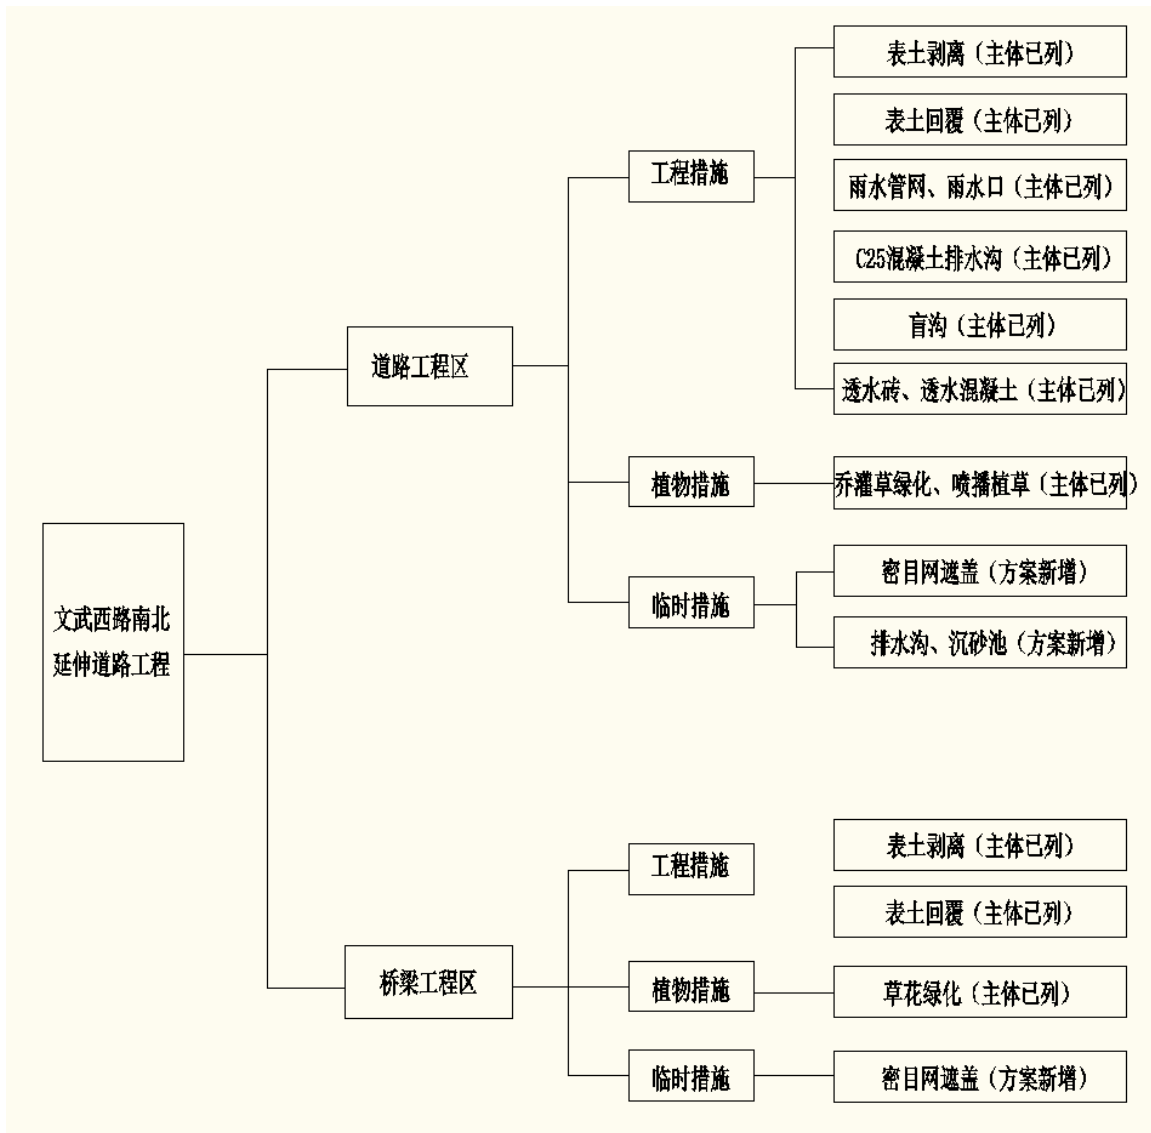 文武西路南北
延伸道路工程
道路工程区
工程措施
表土剥离（主体已列）
表土回覆（主体已列）
雨水管网、雨水口（主体已列）
C25混凝土排水沟（主体已列）
盲沟（主体已列）
透水砖、透水混凝土（主体已列）
植物措施
乔灌草绿化、喷播植草（主体已列）
临时措施
密目网遮盖（方案新增）
排水沟、沉砂池（方案新增）
桥梁工程区
工程措施
表土剥离（主体已列）
表土回覆（主体已列）
植物措施
草花绿化（主体已列）
临时措施
密目网遮盖（方案新增）